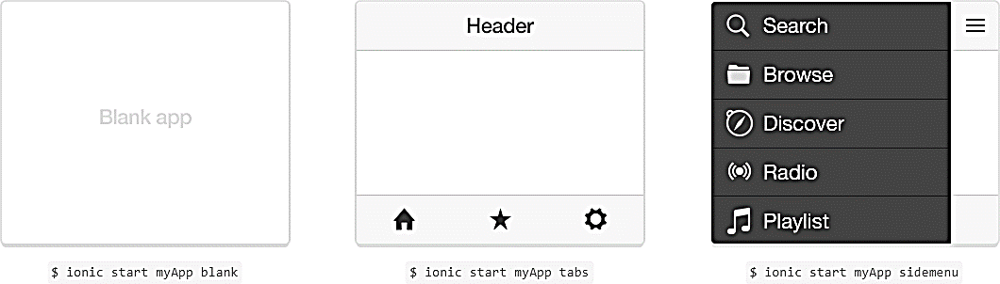 Blank app
$ ionic start myApp blank
Header
$ ionic start myApp tabs
Search
Browse
Discover
Radio
Playlist
$ ionic start myApp sidemenu